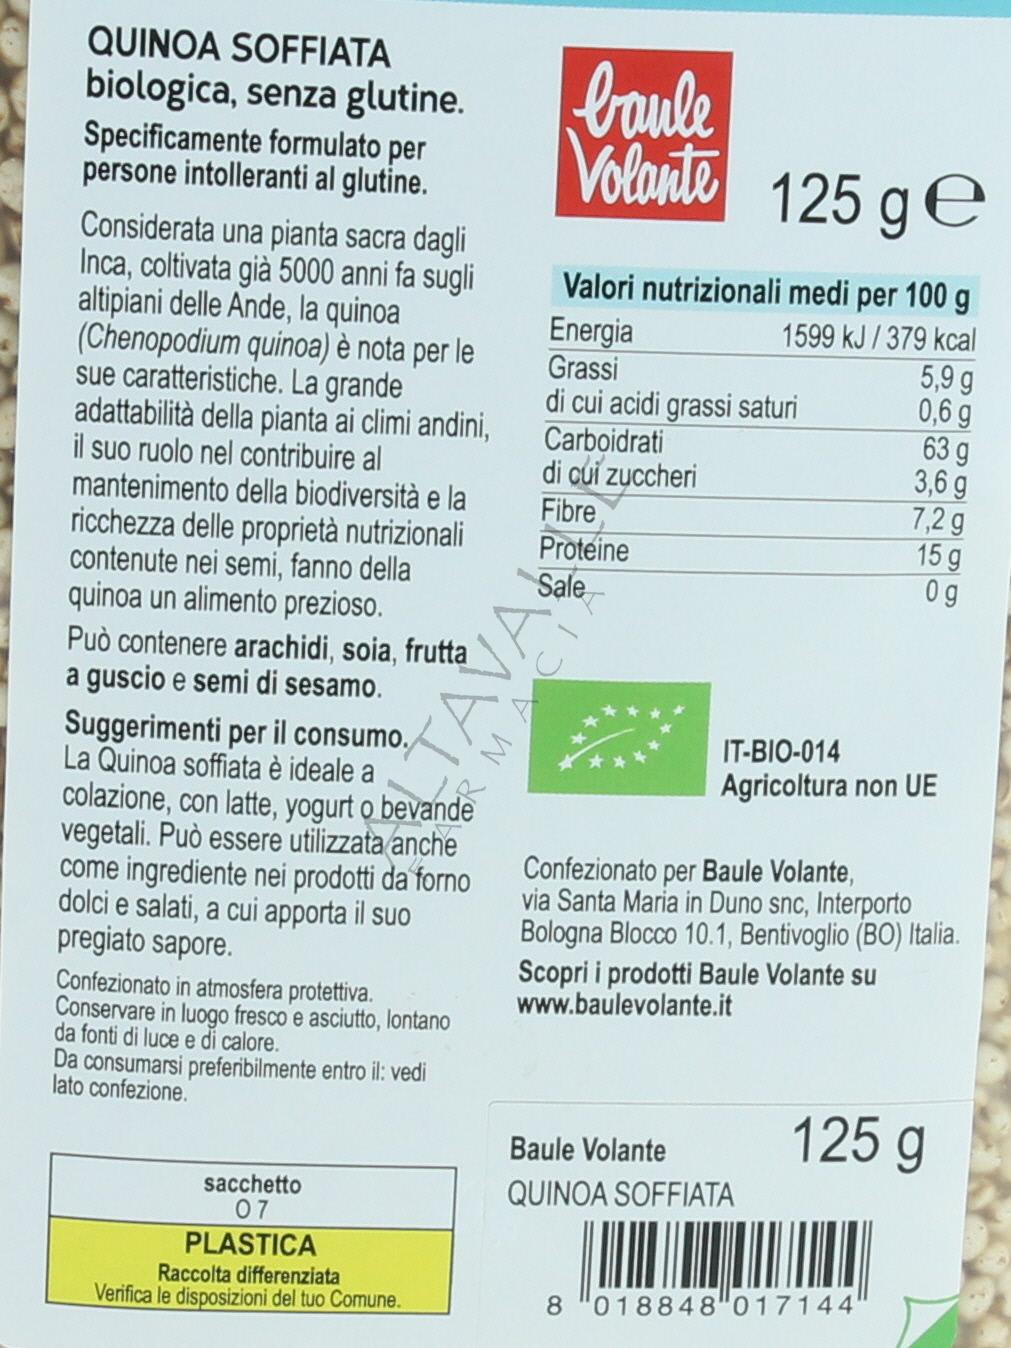 QUINOA SOFFIATA
biologica, senza glutine.
Specificamente formulato per
persone intolleranti al glutine.
Considerata una pianta sacra dagli
Inca, coltivata già 5000 anni fa sugli
altipiani delle Ande, la quinoa
(Chenopodium quinoa) è nota per le
sue caratteristiche. La grande
adattabilità della pianta ai climi andini,
il suo ruolo nel contribuire al
mantenimento della biodiversità e la
ricchezza delle proprietà nutrizionali
contenute nei semi, fanno della
quinoa un alimento prezioso.
Può contenere arachidi, soia, frutta
a guscio e semi di sesamo.
Suggerimenti per il consumo.
La Quinoa soffiata è ideale a
colazione, con latte, yogurt o bevande
vegetali. Può essere utilizzata anche
come ingrediente nei prodotti da forno
dolci e salati, a cui apporta il suo
pregiato sapore.
Confezionato in atmosfera protettiva.
Conservare in luogo fresco e asciutto, lontano
da fonti di luce e di calore.
Da consumarsi preferibilmente entro il: vedi
lato confezione.
sacchetto
O 7
PLASTICA
Raccolta differenziata
Verifica le disposizioni del tuo Comune.
baule
Volante
125 g e
Valori nutrizionali medi per 100 g
Energia 1599 kJ / 379 kcal
Grassi 5,9 g
di cui acidi grassi saturi 0,6 g
Carboidrati 63 g
di cui zuccheri 3,6 g
Fibre 7,2 g
Proteine 15 g
Sale 0 g
IT-BIO-014
Agricoltura non UE
Confezionato per Baule Volante,
via Santa Maria in Duno snc, Interporto
Bologna Blocco 10.1, Bentivoglio (BO) Italia.
Scopri i prodotti Baule Volante su
www.baulevolante.it
Baule Volante 125 g
QUINOA SOFFIATA
8 018848 017144
ALTAVALLE
FARMACIA